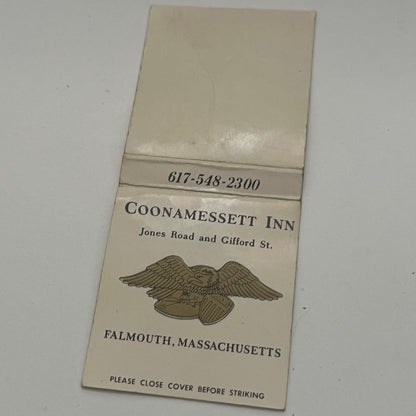 617-548-2300
COONAMESSETT INN
Jones Road and Gifford St.
FALMOUTH, MASSACHUSETTS
PLEASE CLOSE COVER BEFORE STRIKING